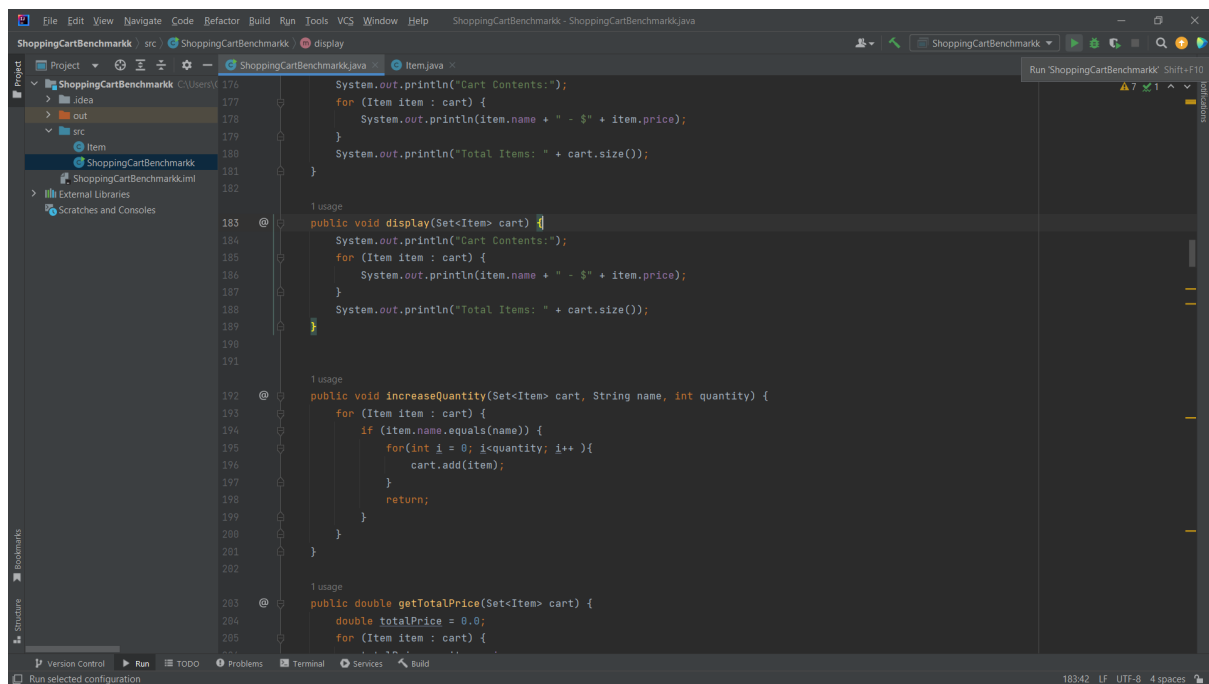 File Edit View Navigate Code Refactor Build Run Tools VCS Window Help ShoppingCartBenchmarkk - ShoppingCartBenchmarkk.java
ShoppingCartBenchmarkk src ShoppingCartBenchmarkk display ShoppingCartBenchmarkk
Project ShoppingCartBenchmarkk.java Item.java
Run 'ShoppingCartBenchmarkk' Shift+F10
Project
ShoppingCartBenchmarkk C:\Users\
.idea
out
src
Item
ShoppingCartBenchmarkk
ShoppingCartBenchmarkk.iml
External Libraries
Scratches and Consoles
7 1
Notifications
176 System.out.println("Cart Contents:");
177 for (Item item : cart) {
178 System.out.println(item.name + " - $" + item.price);
179 }
180 System.out.println("Total Items: " + cart.size());
181 }
182
1 usage
183 @ public void display(Set<Item> cart) {
184 System.out.println("Cart Contents:");
185 for (Item item : cart) {
186 System.out.println(item.name + " - $" + item.price);
187 }
188 System.out.println("Total Items: " + cart.size());
189 }
190
191
1 usage
192 @ public void increaseQuantity(Set<Item> cart, String name, int quantity) {
193 for (Item item : cart) {
194 if (item.name.equals(name)) {
195 for(int i = 0; i<quantity; i++ ){
196 cart.add(item);
197 }
198 return;
199 }
200 }
201 }
202
1 usage
203 @ public double getTotalPrice(Set<Item> cart) {
204 double totalPrice = 0.0;
205 for (Item item : cart) {
Bookmarks
Structure
Version Control Run TODO Problems Terminal Services Build
Run selected configuration 183:42 LF UTF-8 4 spaces